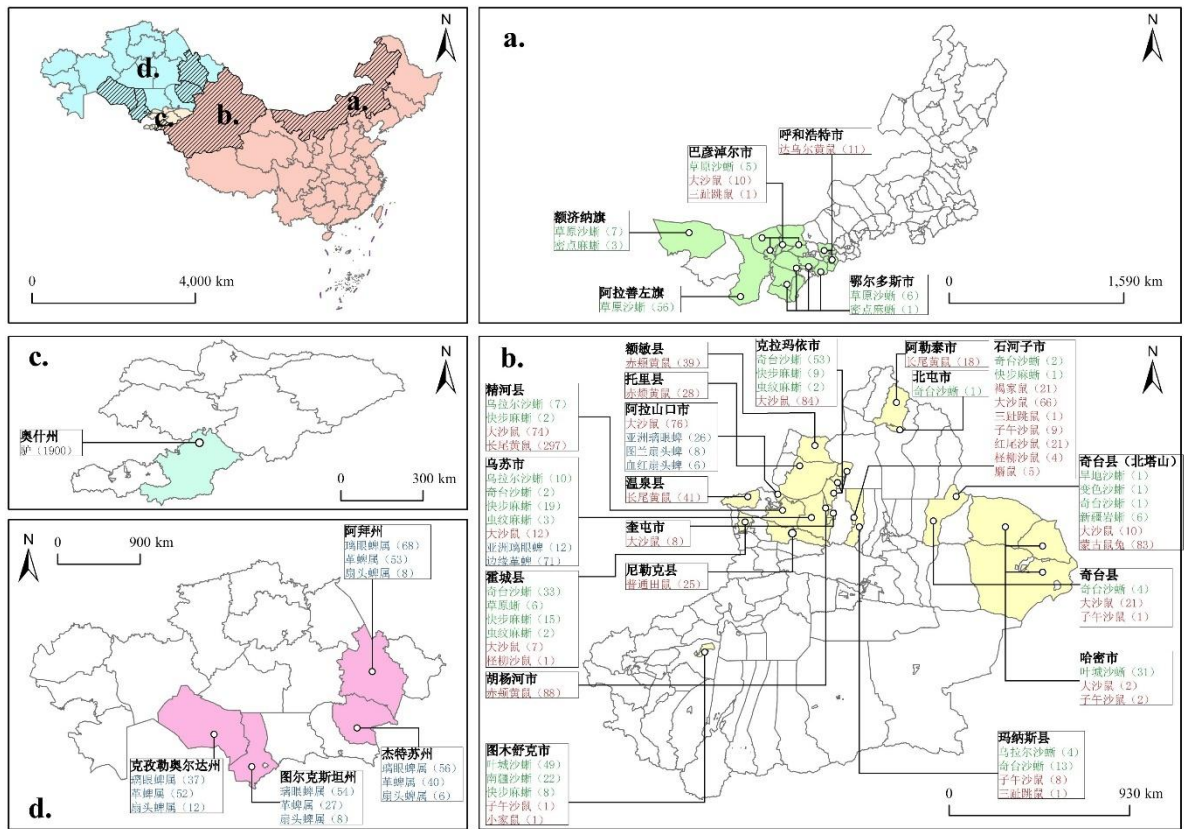 N
d.
c.
b.
a.
0
4,000 km
a.
N
呼和浩特市
达乌尔黄鼠（11）
巴彦淖尔市
草原沙蜥（5）
大沙鼠（10）
三趾跳鼠（1）
额济纳旗
草原沙蜥（7）
密点麻蜥（3）
阿拉善左旗
草原沙蜥（56）
鄂尔多斯市
草原沙蜥（6）
密点麻蜥（1）
0
1,590 km
c.
N
奥什州
驴（1900）
0
300 km
0
900 km
N
阿拜州
璃眼蜱属（68）
革蜱属（53）
扇头蜱属（8）
克孜勒奥尔达州
璃眼蜱属（37）
革蜱属（52）
扇头蜱属（12）
图尔克斯坦州
璃眼蜱属（54）
革蜱属（27）
扇头蜱属（8）
杰特苏州
璃眼蜱属（56）
革蜱属（40）
扇头蜱属（6）
d.
b.
N
精河县
乌拉尔沙蜥（7）
快步麻蜥（2）
大沙鼠（74）
长尾黄鼠（297）
乌苏市
乌拉尔沙蜥（10）
奇台沙蜥（2）
快步麻蜥（19）
虫纹麻蜥（3）
大沙鼠（12）
亚洲璃眼蜱（12）
边缘革蜱（71）
霍城县
奇台沙蜥（33）
草原蜥（6）
快步麻蜥（15）
虫纹麻蜥（2）
大沙鼠（7）
柽柳沙鼠（1）
胡杨河市
赤颊黄鼠（88）
图木舒克市
叶城沙蜥（49）
南疆沙蜥（22）
快步麻蜥（8）
子午沙鼠（1）
小家鼠（1）
额敏县
赤颊黄鼠（39）
托里县
赤颊黄鼠（28）
阿拉山口市
大沙鼠（76）
亚洲璃眼蜱（26）
图兰扇头蜱（8）
血红扇头蜱（6）
温泉县
长尾黄鼠（41）
奎屯市
大沙鼠（8）
尼勒克县
普通田鼠（25）
克拉玛依市
奇台沙蜥（53）
快步麻蜥（9）
虫纹麻蜥（2）
大沙鼠（84）
阿勒泰市
长尾黄鼠（18）
北屯市
奇台沙蜥（1）
石河子市
奇台沙蜥（2）
快步麻蜥（1）
褐家鼠（21）
大沙鼠（66）
三趾跳鼠（1）
子午沙鼠（9）
红尾沙鼠（21）
柽柳沙鼠（4）
麝鼠（5）
奇台县（北塔山）
旱地沙蜥（1）
变色沙蜥（1）
奇台沙蜥（1）
新疆岩蜥（6）
大沙鼠（10）
蒙古鼠兔（83）
奇台县
奇台沙蜥（4）
大沙鼠（21）
子午沙鼠（1）
哈密市
叶城沙蜥（31）
大沙鼠（2）
子午沙鼠（2）
玛纳斯县
乌拉尔沙蜥（4）
奇台沙蜥（13）
子午沙鼠（8）
三趾跳鼠（1）
0
930 km